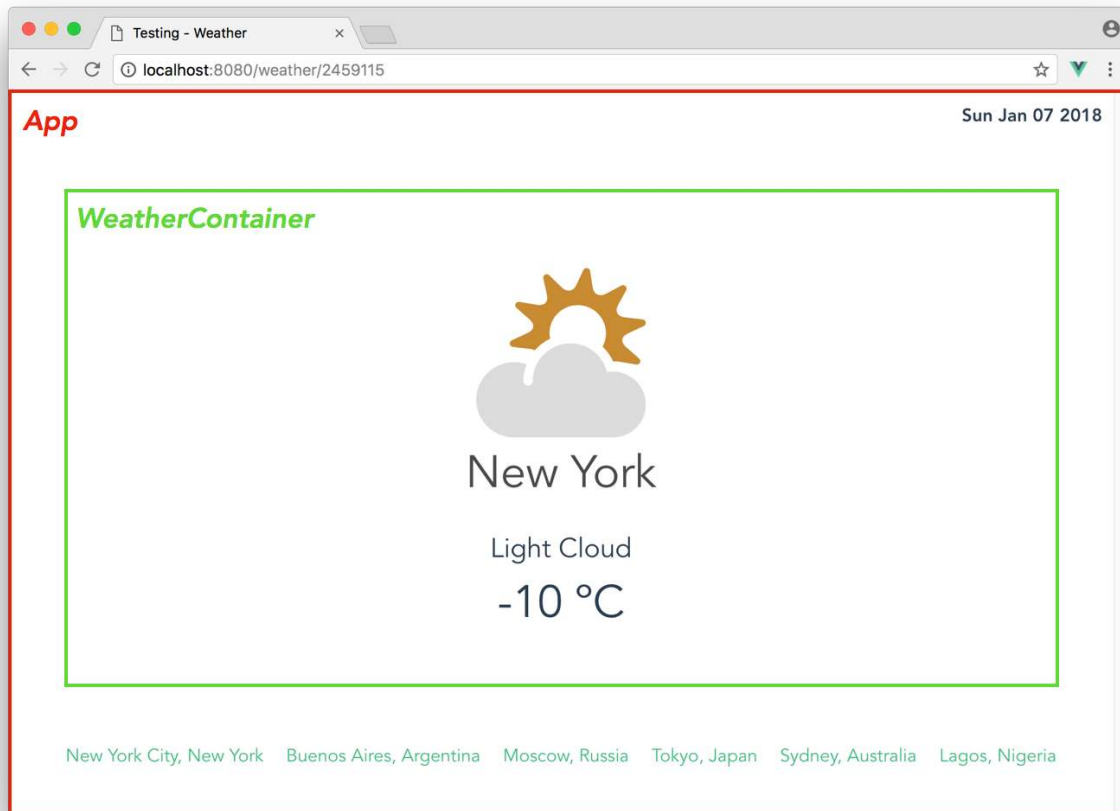 Testing - Weather
localhost:8080/weather/2459115
App
Sun Jan 07 2018
WeatherContainer
New York
Light Cloud
-10 ºC
New York City, New York Buenos Aires, Argentina Moscow, Russia Tokyo, Japan Sydney, Australia Lagos, Nigeria